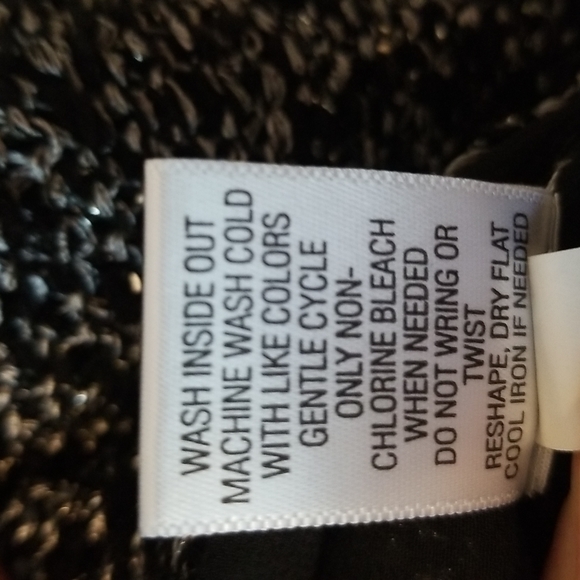 WASH INSIDE OUT
MACHINE WASH COLD
WITH LIKE COLORS
GENTLE CYCLE
ONLY NON-
CHLORINE BLEACH
WHEN NEEDED
DO NOT WRING OR
TWIST
RESHAPE, DRY FLAT
COOL IRON IF NEEDED